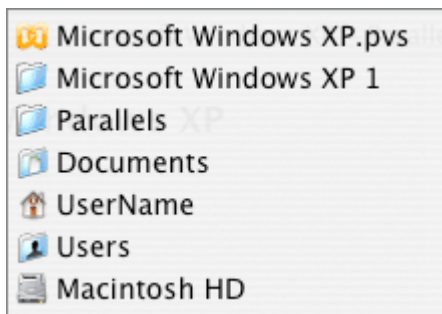 Microsoft Windows XP.pvs
Microsoft Windows XP 1
Parallels
Documents
UserName
Users
Macintosh HD